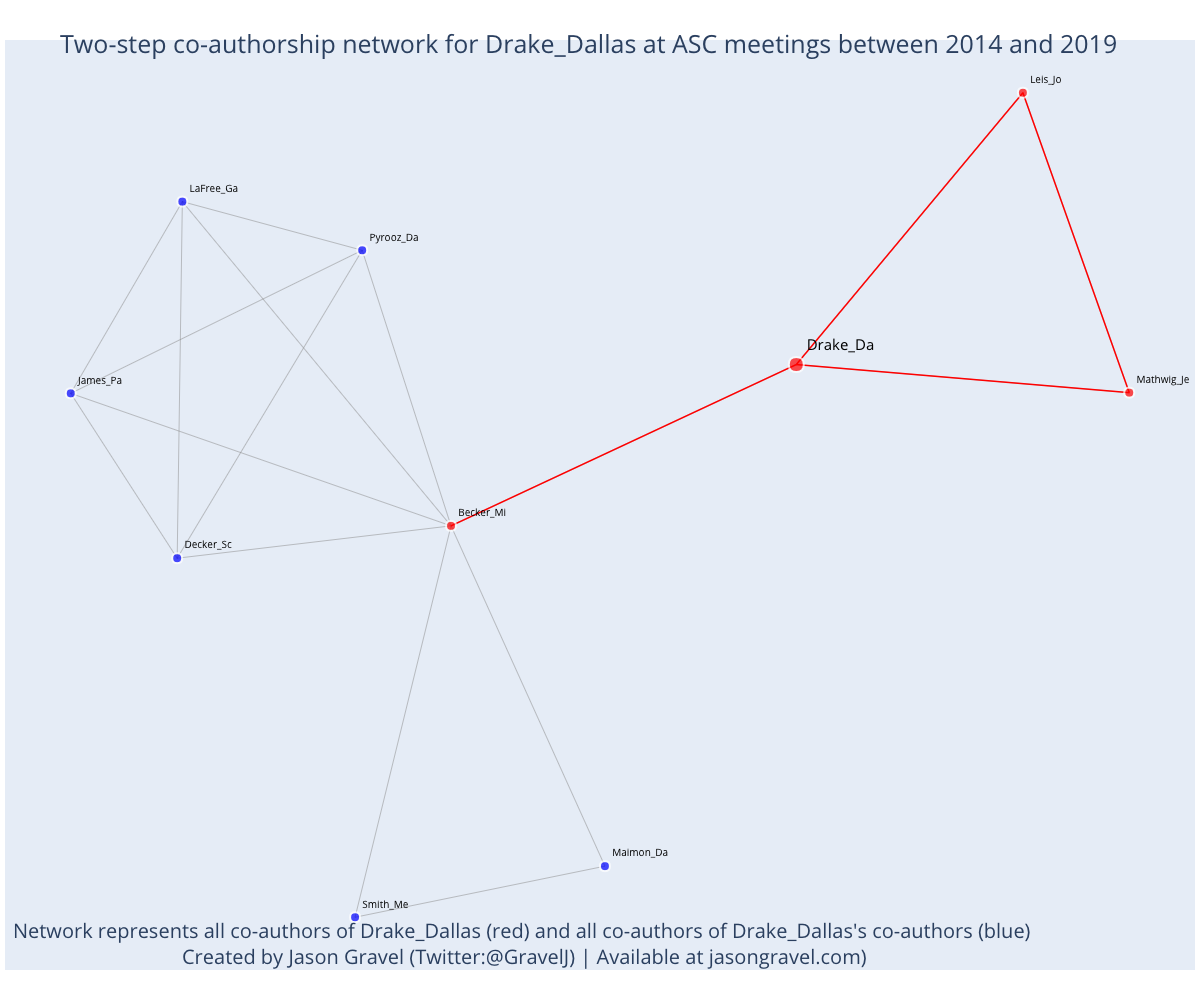 Two-step co-authorship network for Drake_Dallas at ASC meetings between 2014 and 2019
Leis_Jo
LaFree_Ga
Pyrooz_Da
Drake_Da
James_Pa
Mathwig_Je
Becker_Mi
Decker_Sc
Maimon_Da
Smith_Me
Network represents all co-authors of Drake_Dallas (red) and all co-authors of Drake_Dallas's co-authors (blue)
Created by Jason Gravel (Twitter:@GravelJ) | Available at jasongravel.com)